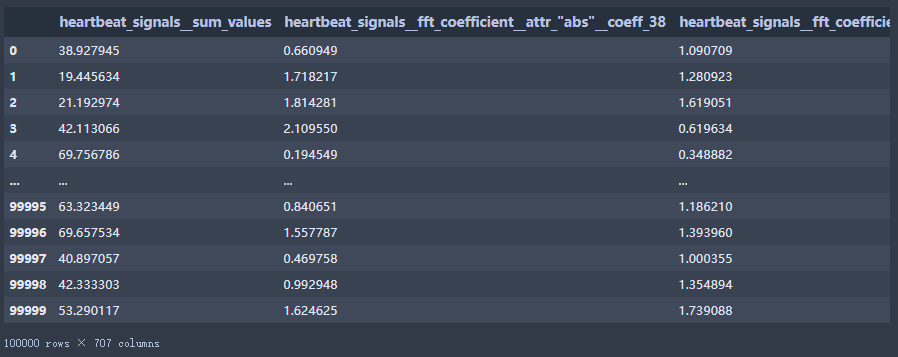 heartbeat_signals__sum_values heartbeat_signals__fft_coefficient__attr_"abs"__coeff_38 heartbeat_signals__fft_coefficie
0 38.927945 0.660949 1.090709
1 19.445634 1.718217 1.280923
2 21.192974 1.814281 1.619051
3 42.113066 2.109550 0.619634
4 69.756786 0.194549 0.348882
... ... ... ...
99995 63.323449 0.840651 1.186210
99996 69.657534 1.557787 1.393960
99997 40.897057 0.469758 1.000355
99998 42.333303 0.992948 1.354894
99999 53.290117 1.624625 1.739088
100000 rows × 707 columns